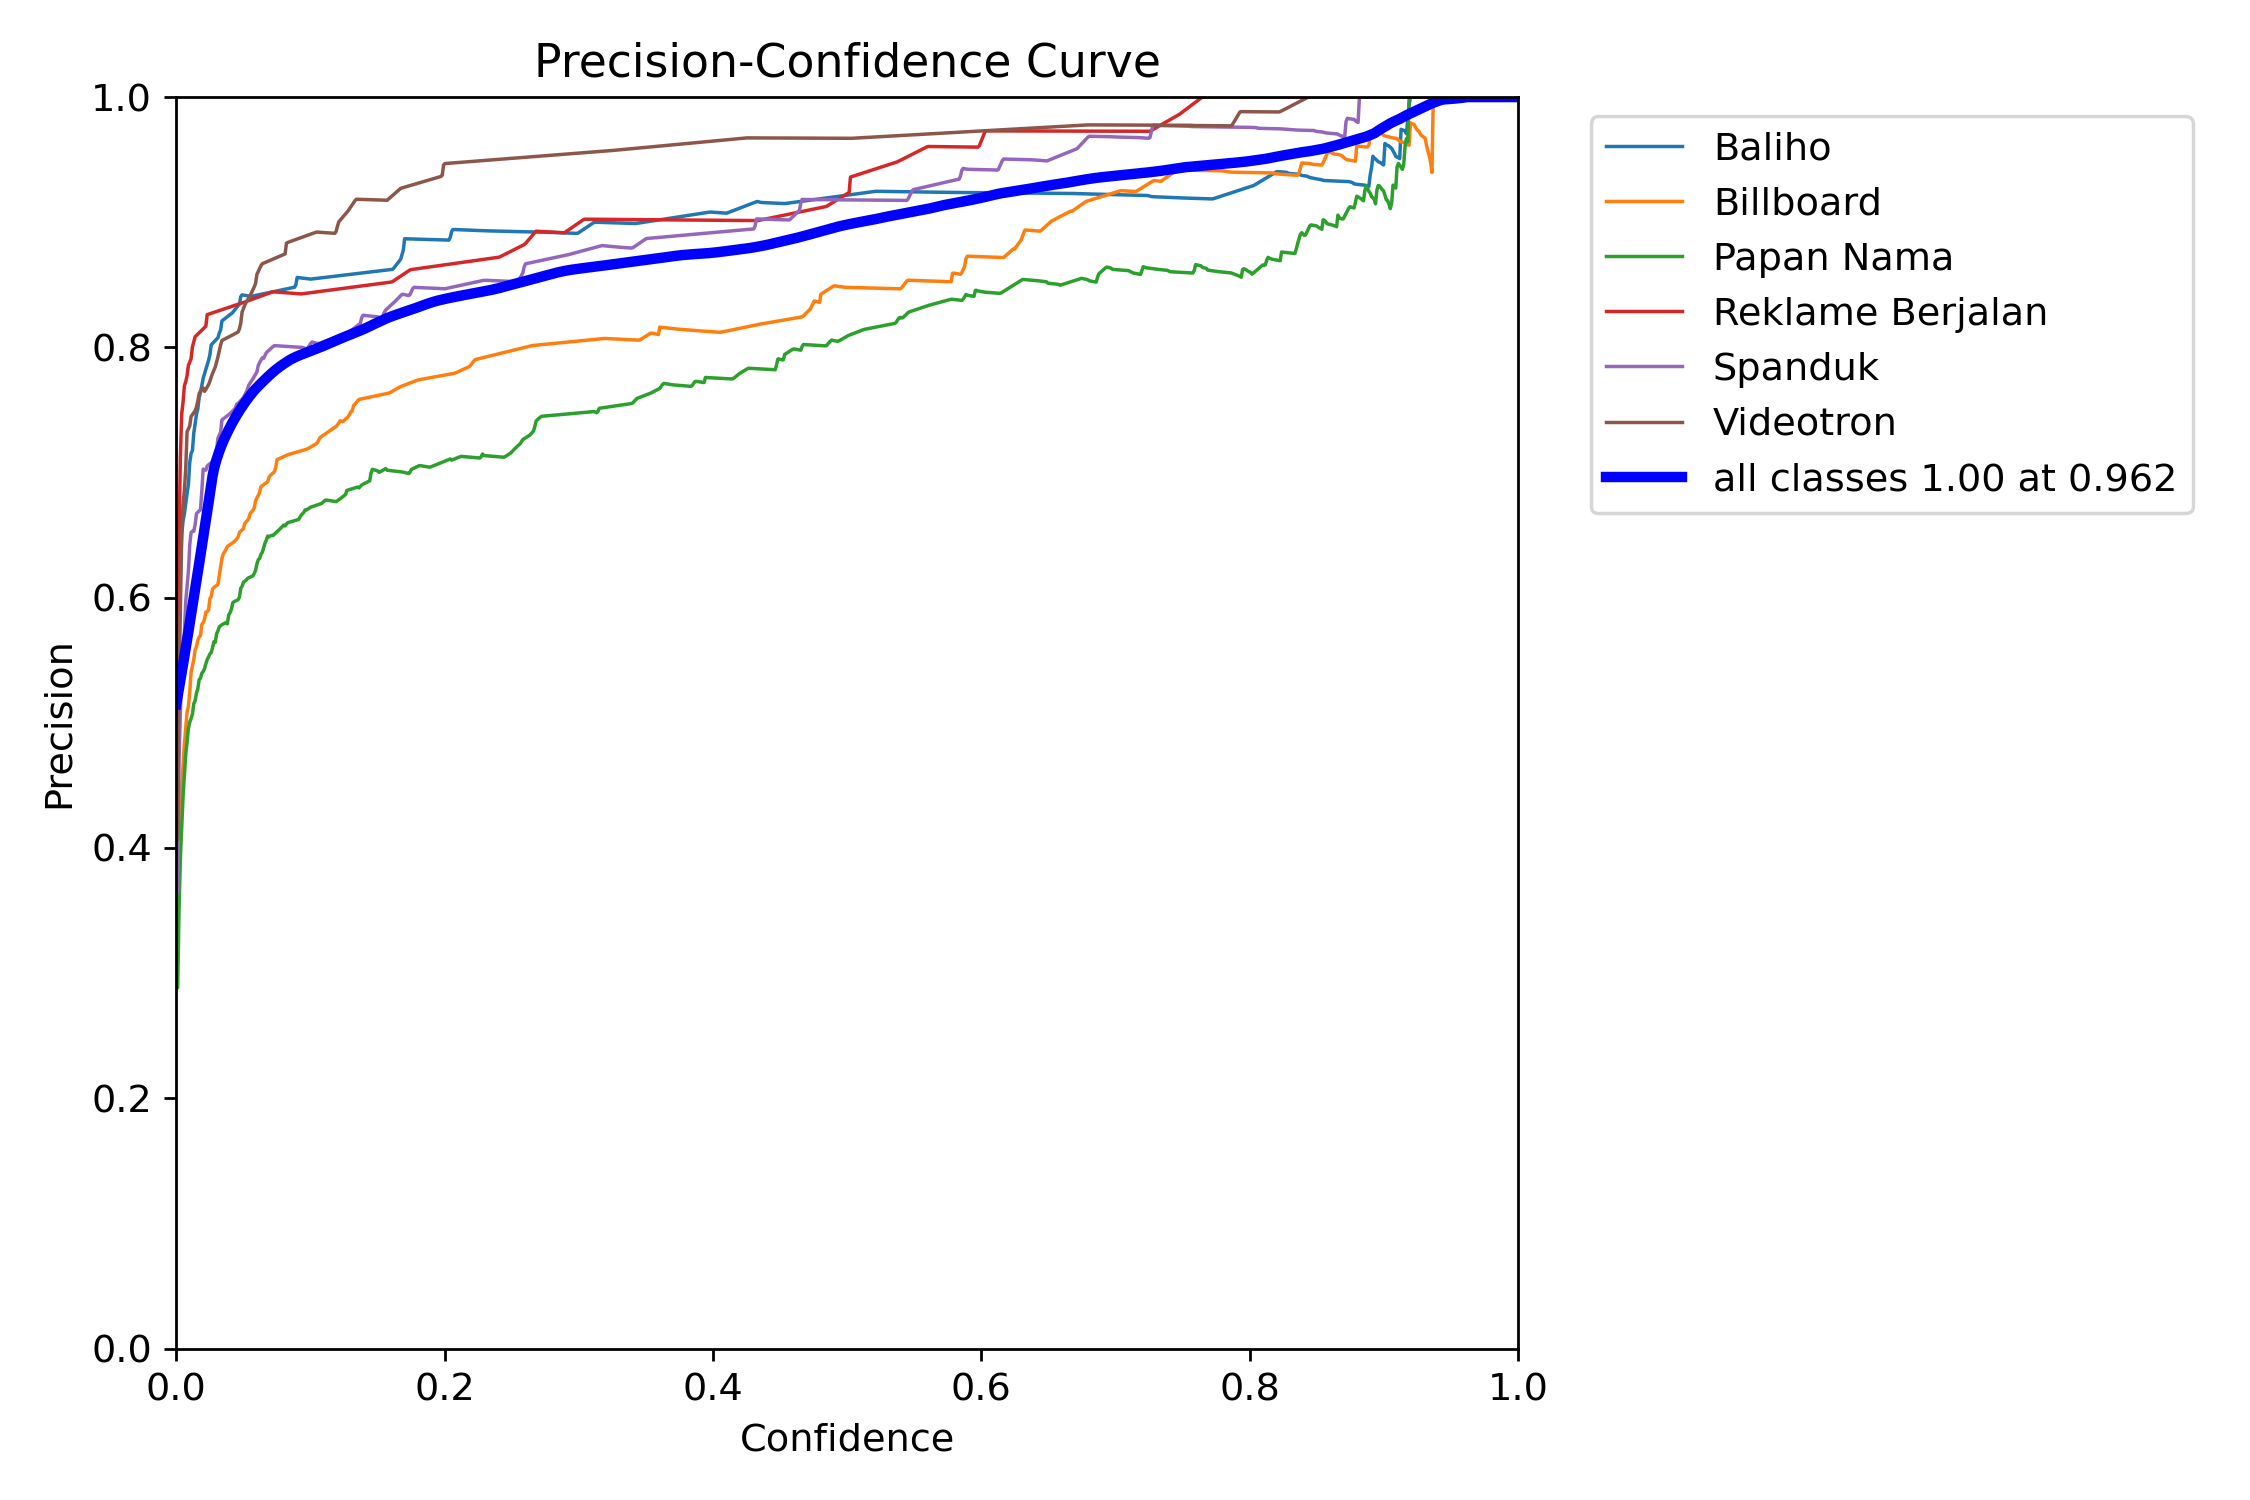 Precision-Confidence Curve
1.0
0.8
0.6
0.4
0.2
0.0
Precision
0.0 0.2 0.4 0.6 0.8 1.0
Confidence
Baliho
Billboard
Papan Nama
Reklame Berjalan
Spanduk
Videotron
all classes 1.00 at 0.962